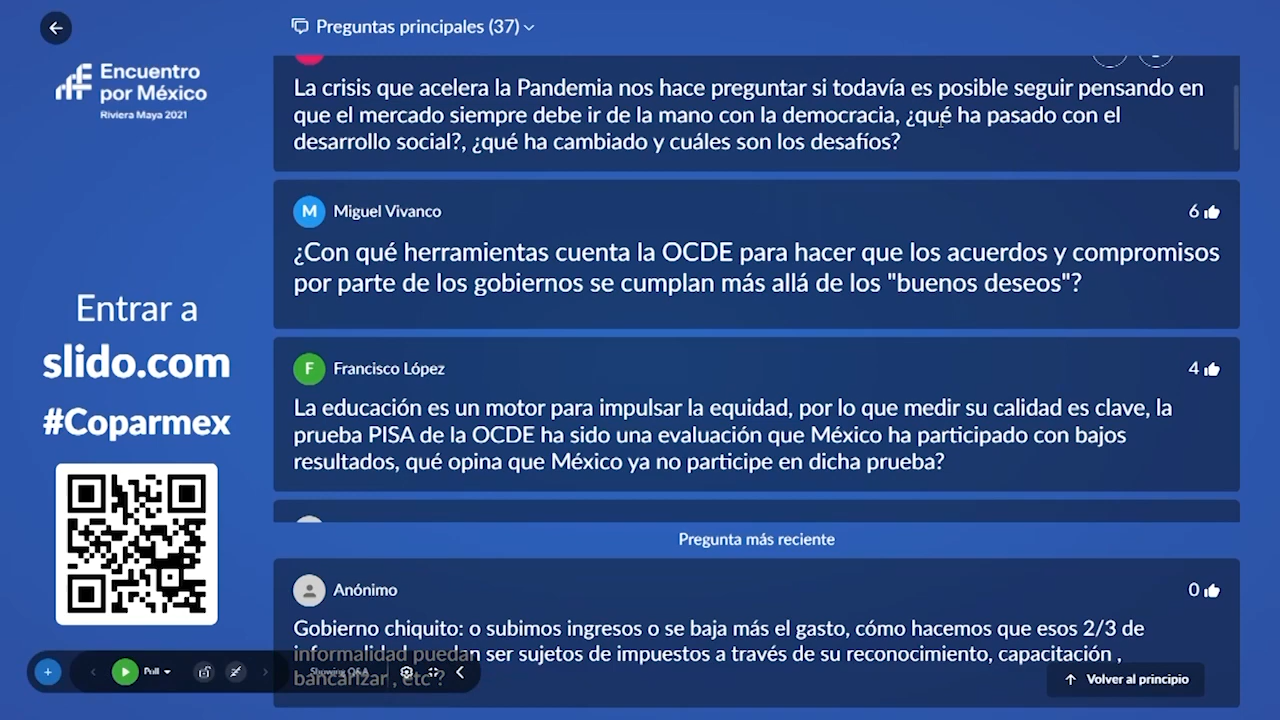 Preguntas principales (37)
Encuentro
por México
Riviera Maya 2021
La crisis que acelera la Pandemia nos hace preguntar si todavía es posible seguir pensando en
que el mercado siempre debe ir de la mano con la democracia, ¿qué ha pasado con el
desarrollo social?, ¿qué ha cambiado y cuáles son los desafíos?
M Miguel Vivanco 6
¿Con qué herramientas cuenta la OCDE para hacer que los acuerdos y compromisos
por parte de los gobiernos se cumplan más allá de los "buenos deseos"?
Entrar a
slido.com
#Coparmex
F Francisco López 4
La educación es un motor para impulsar la equidad, por lo que medir su calidad es clave, la
prueba PISA de la OCDE ha sido una evaluación que México ha participado con bajos
resultados, qué opina que México ya no participe en dicha prueba?
Pregunta más reciente
Anónimo 0
Gobierno chiquito: o subimos ingresos o se baja más el gasto, cómo hacemos que esos 2/3 de
informalidad puedan ser sujetos de impuestos a través de su reconocimiento, capacitación ,
bancarizar , etc ?
Poll
Showing Q&A
Volver al principio